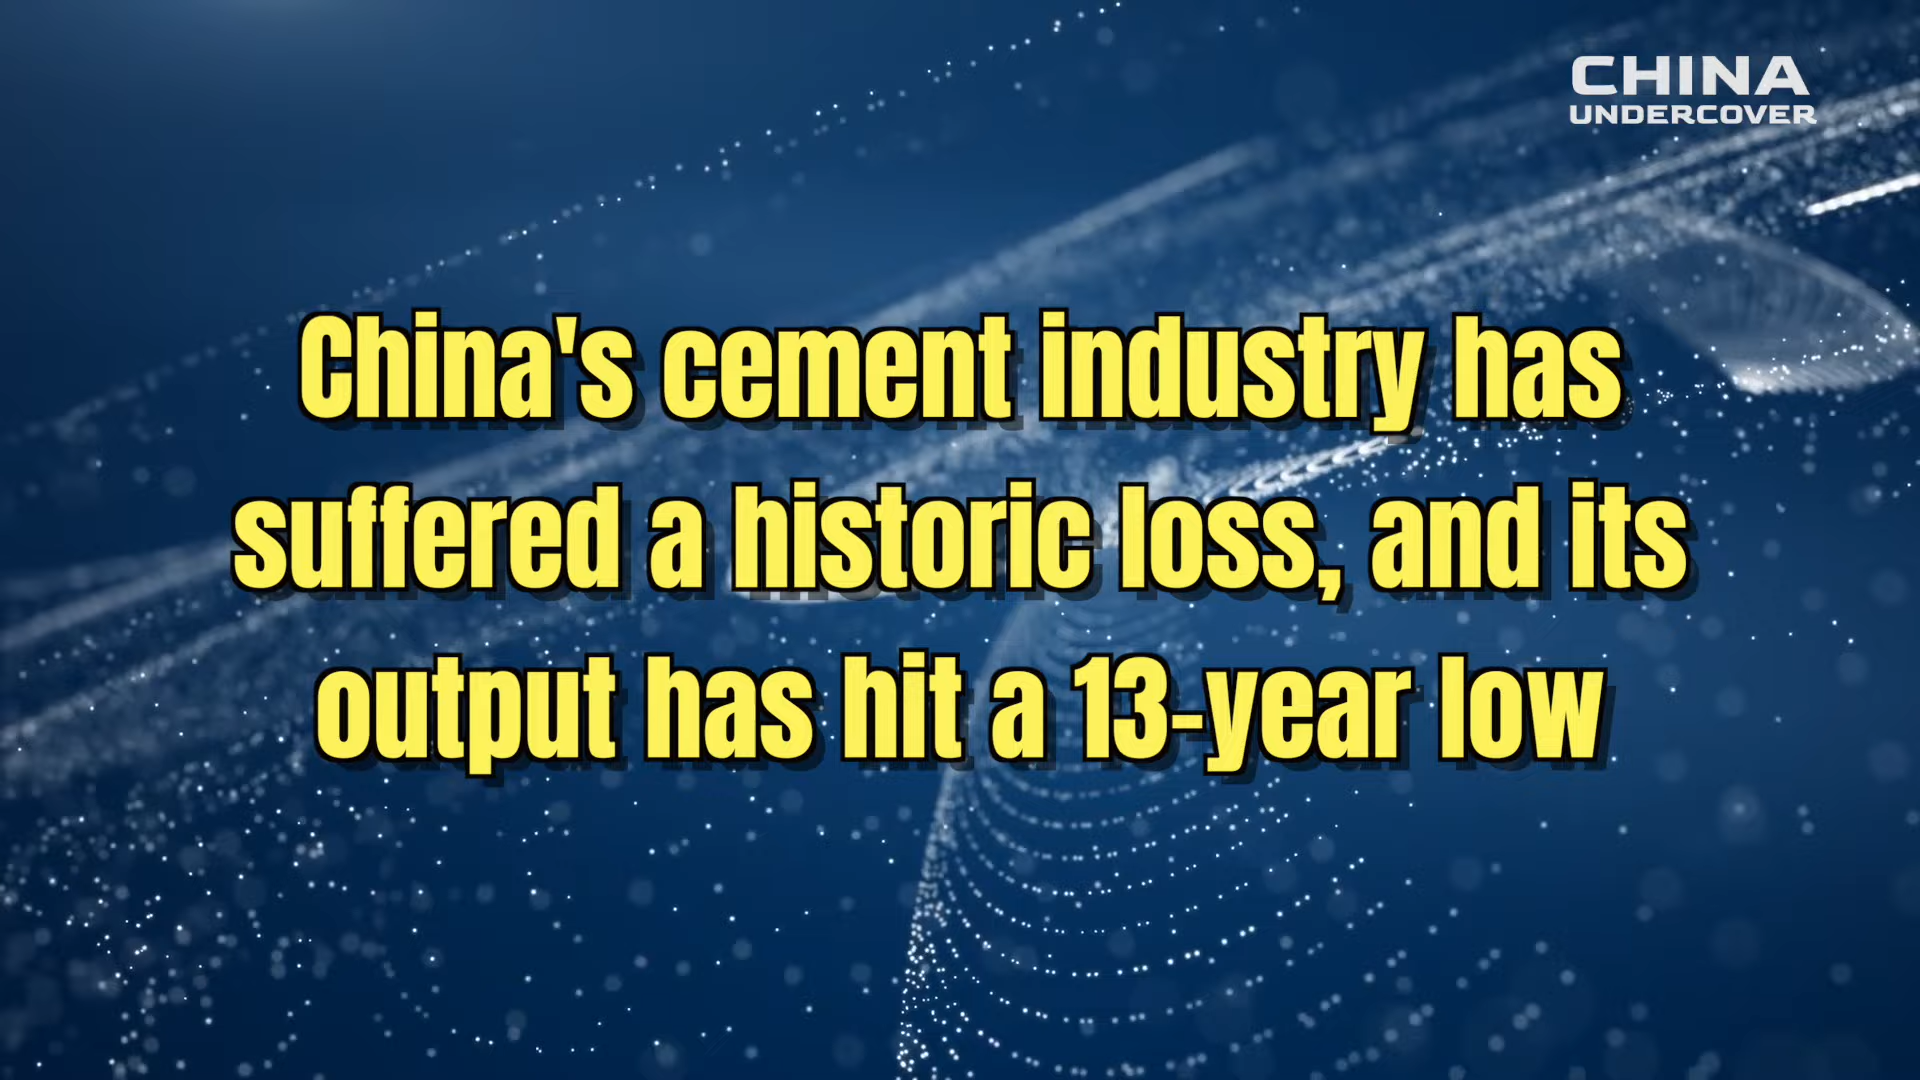 CHINA
UNDERCOVER
China's cement industry has
suffered a historic loss, and its
output has hit a 13-year low